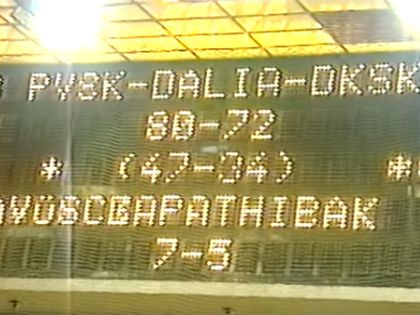 PVSK-DALIA-DKSK
80-72
* (47-34) *
7-5